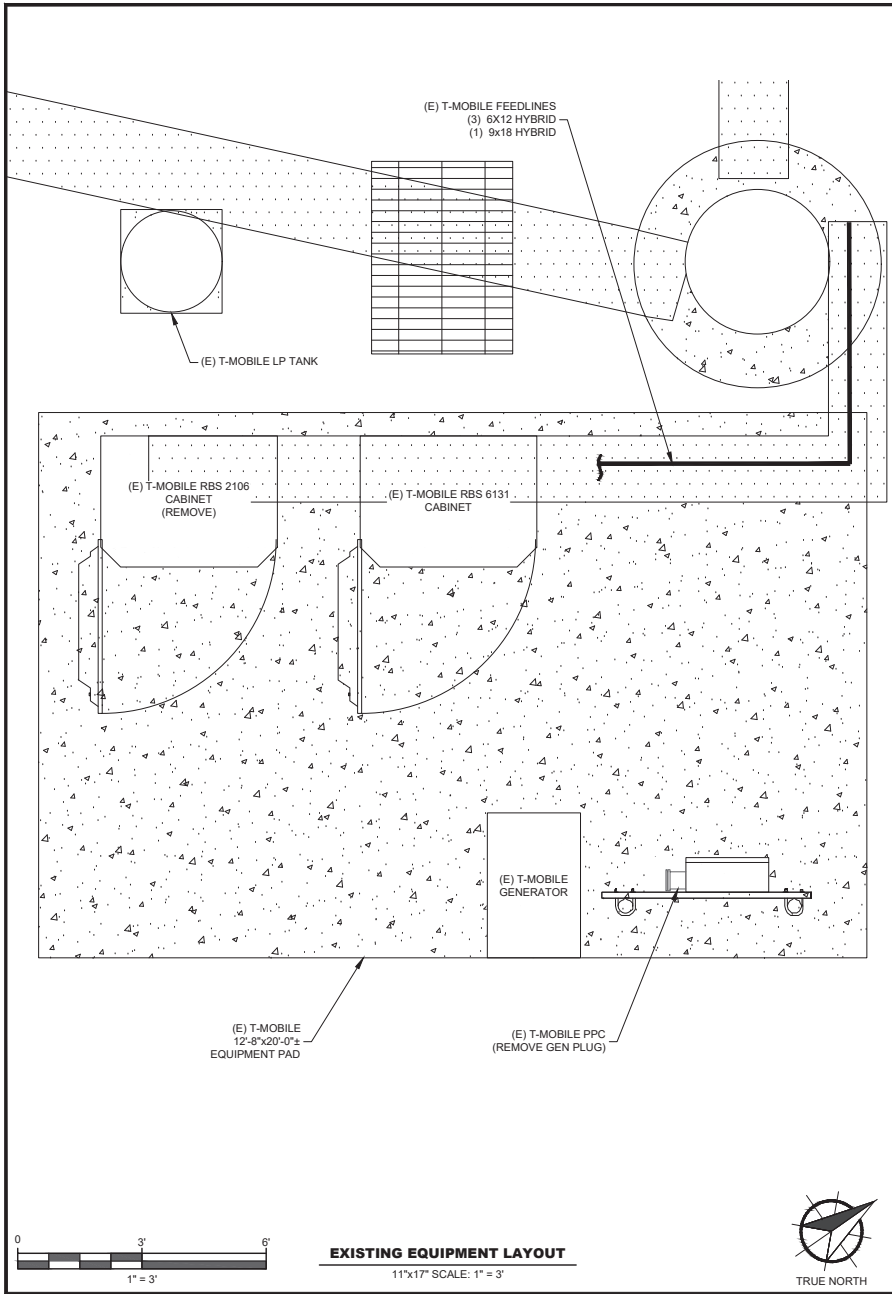 (E) T-MOBILE FEEDLINES
(3) 6X12 HYBRID
(1) 9x18 HYBRID
(E) T-MOBILE LP TANK
(E) T-MOBILE RBS 2106
CABINET
(REMOVE)
(E) T-MOBILE RBS 6131
CABINET
(E) T-MOBILE
GENERATOR
(E) T-MOBILE
12'-8"x20'-0"±
EQUIPMENT PAD
(E) T-MOBILE PPC
(REMOVE GEN PLUG)
0 3' 6'
1" = 3'
EXISTING EQUIPMENT LAYOUT
11"x17" SCALE: 1" = 3'
TRUE NORTH